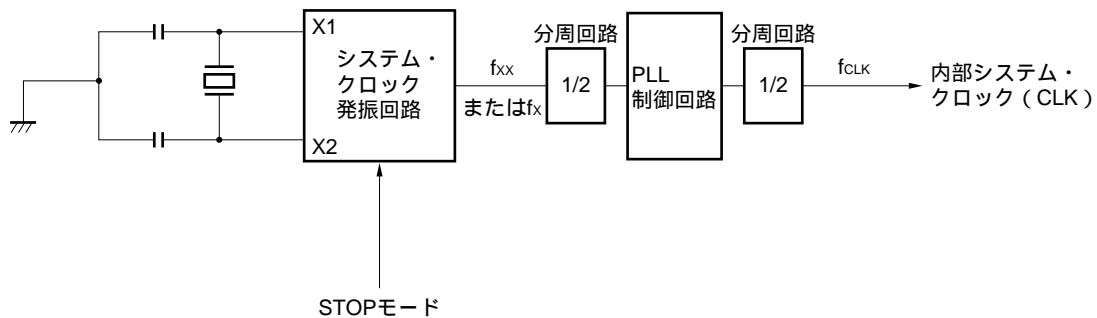 X1
X2
システム・
クロック
発振回路
fXX
またはfX
分周回路
1/2
PLL
制御回路
分周回路
1/2
fCLK
内部システム・
クロック（CLK）
STOPモード